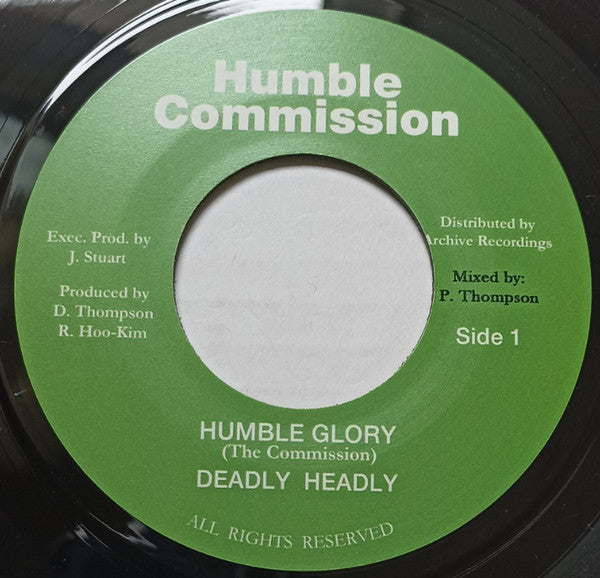 Humble
Commission
Exec. Prod. by
J. Stuart
Produced by
D. Thompson
R. Hoo-Kim
Distributed by
Archive Recordings
Mixed by:
P. Thompson
Side 1
HUMBLE GLORY
(The Commission)
DEADLY HEADLY
ALL RIGHTS RESERVED